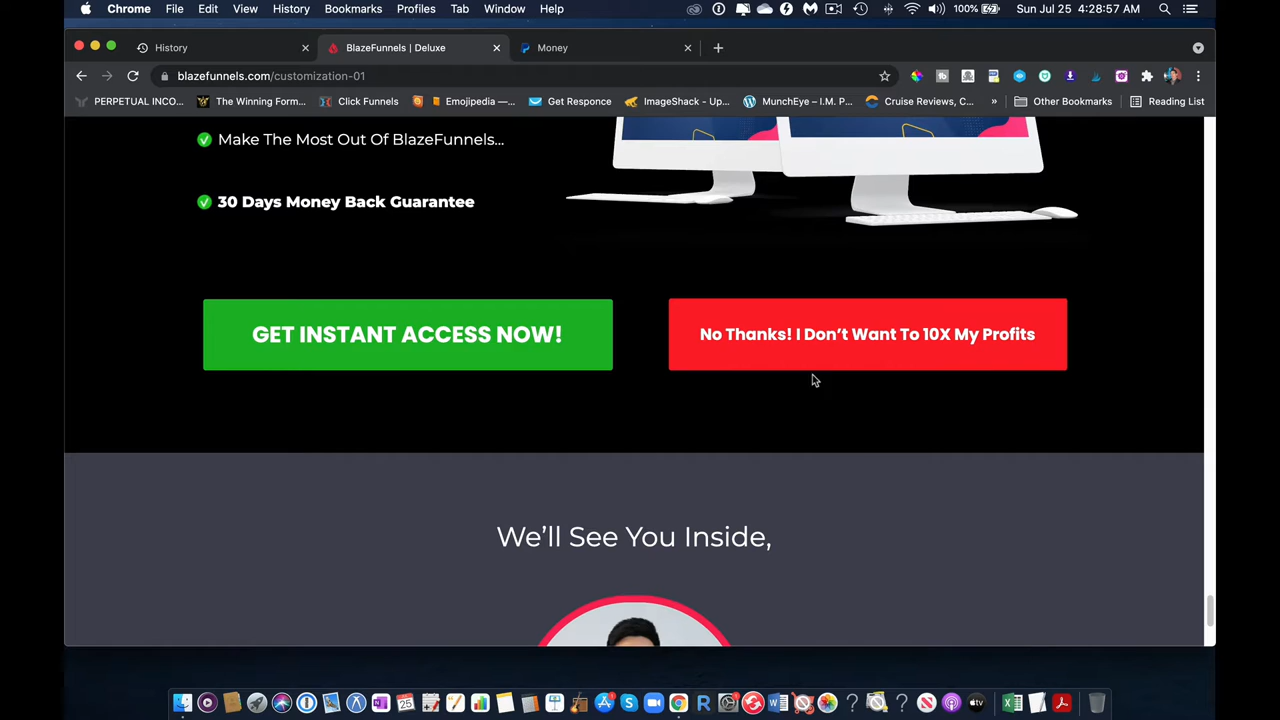 Chrome File Edit View History Bookmarks Profiles Tab Window Help 100% Sun Jul 25 4:28:57 AM
History BlazeFunnels | Deluxe Money
blazefunnels.com/customization-01
PERPETUAL INCO... The Winning Form... Click Funnels Emojipedia —... Get Responce ImageShack - Up... MunchEye – I.M. P... Cruise Reviews, C... » Other Bookmarks Reading List
Make The Most Out Of BlazeFunnels...
30 Days Money Back Guarantee
GET INSTANT ACCESS NOW! No Thanks! I Don't Want To 10X My Profits
We'll See You Inside,